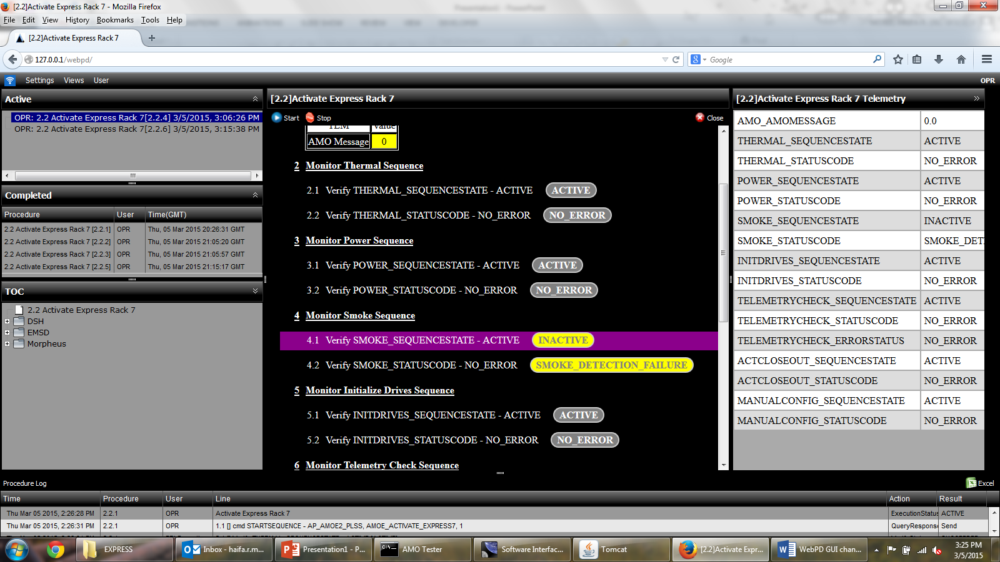 [2.2]Activate Express Rack 7 - Mozilla Firefox
File Edit View History Bookmarks Tools Help
[2.2]Activate Express Rack 7
127.0.0.1/webpd/
Google
Settings Views User OPR
Active
OPR: 2.2 Activate Express Rack 7[2.2.4] 3/5/2015, 3:06:26 PM
OPR: 2.2 Activate Express Rack 7[2.2.6] 3/5/2015, 3:15:38 PM
Completed
Procedure User Time(GMT)
2.2 Activate Express Rack 7 [2.2.1] OPR Thu, 05 Mar 2015 20:26:31 GMT
2.2 Activate Express Rack 7 [2.2.2] OPR Thu, 05 Mar 2015 21:05:20 GMT
2.2 Activate Express Rack 7 [2.2.3] OPR Thu, 05 Mar 2015 21:05:57 GMT
2.2 Activate Express Rack 7 [2.2.5] OPR Thu, 05 Mar 2015 21:15:17 GMT
TOC
2.2 Activate Express Rack 7
DSH
EMSD
Morpheus
[2.2]Activate Express Rack 7
Start Stop Close
TLM Value
AMO Message 0
2 Monitor Thermal Sequence
2.1 Verify THERMAL_SEQUENCESTATE - ACTIVE ACTIVE
2.2 Verify THERMAL_STATUSCODE - NO_ERROR NO_ERROR
3 Monitor Power Sequence
3.1 Verify POWER_SEQUENCESTATE - ACTIVE ACTIVE
3.2 Verify POWER_STATUSCODE - NO_ERROR NO_ERROR
4 Monitor Smoke Sequence
4.1 Verify SMOKE_SEQUENCESTATE - ACTIVE INACTIVE
4.2 Verify SMOKE_STATUSCODE - NO_ERROR SMOKE_DETECTION_FAILURE
5 Monitor Initialize Drives Sequence
5.1 Verify INITDRIVES_SEQUENCESTATE - ACTIVE ACTIVE
5.2 Verify INITDRIVES_STATUSCODE - NO_ERROR NO_ERROR
6 Monitor Telemetry Check Sequence
[2.2]Activate Express Rack 7 Telemetry
AMO_AMOMESSAGE 0.0
THERMAL_SEQUENCESTATE ACTIVE
THERMAL_STATUSCODE NO_ERROR
POWER_SEQUENCESTATE ACTIVE
POWER_STATUSCODE NO_ERROR
SMOKE_SEQUENCESTATE INACTIVE
SMOKE_STATUSCODE SMOKE_DET
INITDRIVES_SEQUENCESTATE ACTIVE
INITDRIVES_STATUSCODE NO_ERROR
TELEMETRYCHECK_SEQUENCESTATE ACTIVE
TELEMETRYCHECK_STATUSCODE NO_ERROR
TELEMETRYCHECK_ERRORSTATUS NO_ERROR
ACTCLOSEOUT_SEQUENCESTATE ACTIVE
ACTCLOSEOUT_STATUSCODE NO_ERROR
MANUALCONFIG_SEQUENCESTATE ACTIVE
MANUALCONFIG_STATUSCODE NO_ERROR
Procedure Log Excel
Time Procedure User Line Action Result
Thu Mar 05 2015, 2:26:28 PM 2.2.1 OPR Activate Express Rack 7 ExecutionStatus ACTIVE
Thu Mar 05 2015, 2:26:31 PM 2.2.1 OPR 1.1 [] cmd STARTSEQUENCE - AP_AMOE2_PLSS, AMOE_ACTIVATE_EXPRESS7, 1 QueryResponse Send
EXPRESS Inbox - haifa.r.m... Presentation1 - P... AMO Tester Software Interfac... Tomcat [2.2]Activate Expr... WebPD GUI chan... 3:25 PM
3/5/2015